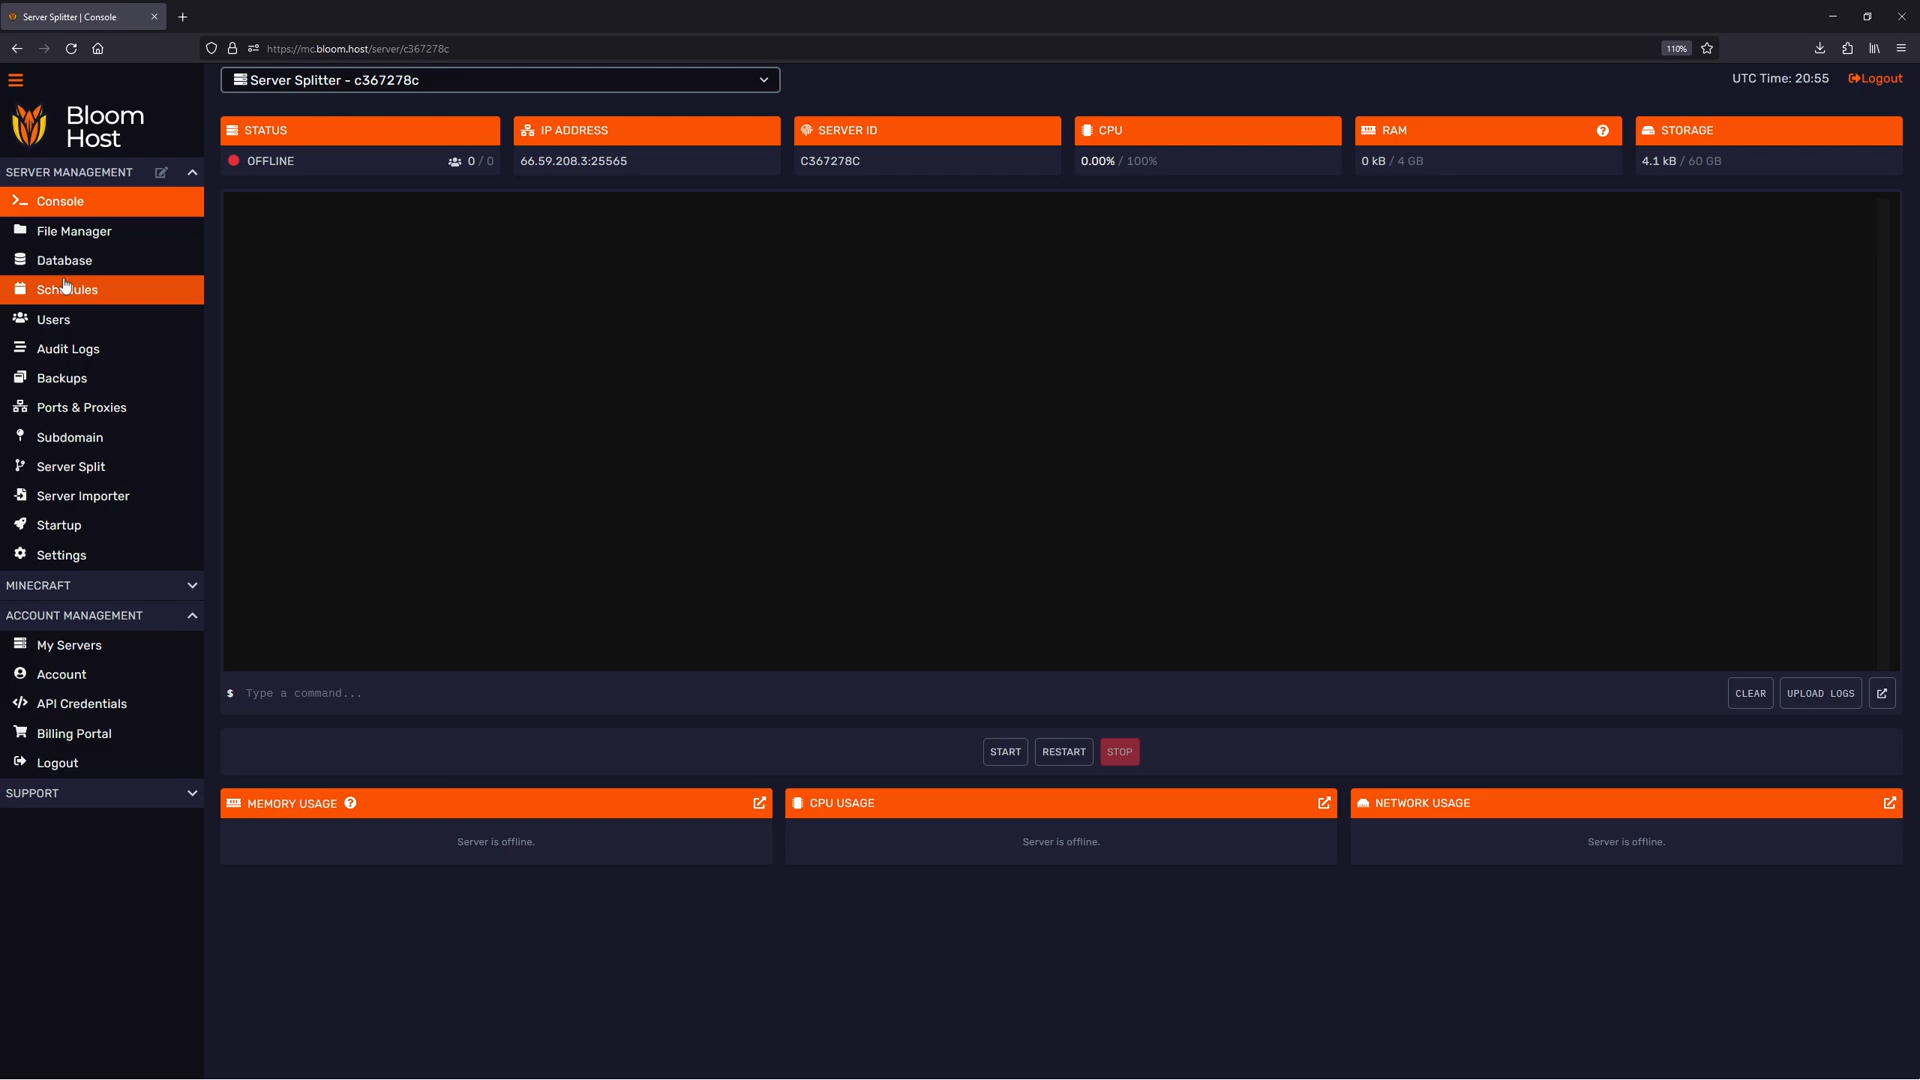 Server Splitter | Console
https://mc.bloom.host/server/c367278c
110%
Server Splitter - c367278c
UTC Time: 20:55
Logout
Bloom
Host
SERVER MANAGEMENT
Console
File Manager
Database
Schedules
Users
Audit Logs
Backups
Ports & Proxies
Subdomain
Server Split
Server Importer
Startup
Settings
MINECRAFT
ACCOUNT MANAGEMENT
My Servers
Account
API Credentials
Billing Portal
Logout
SUPPORT
STATUS
OFFLINE
0 / 0
IP ADDRESS
66.59.208.3:25565
SERVER ID
C367278C
CPU
0.00% / 100%
RAM
0 kB / 4 GB
STORAGE
4.1 kB / 60 GB
$ Type a command...
CLEAR
UPLOAD LOGS
START
RESTART
STOP
MEMORY USAGE
Server is offline.
CPU USAGE
Server is offline.
NETWORK USAGE
Server is offline.